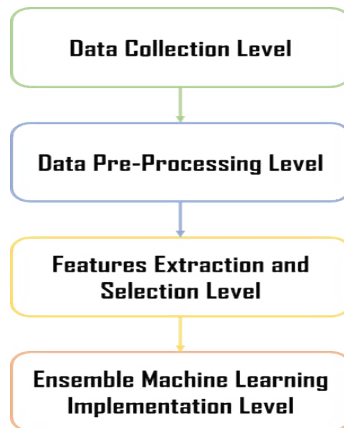 Data Collection Level
Data Pre-Processing Level
Features Extraction and
Selection Level
Ensemble Machine Learning
Implementation Level